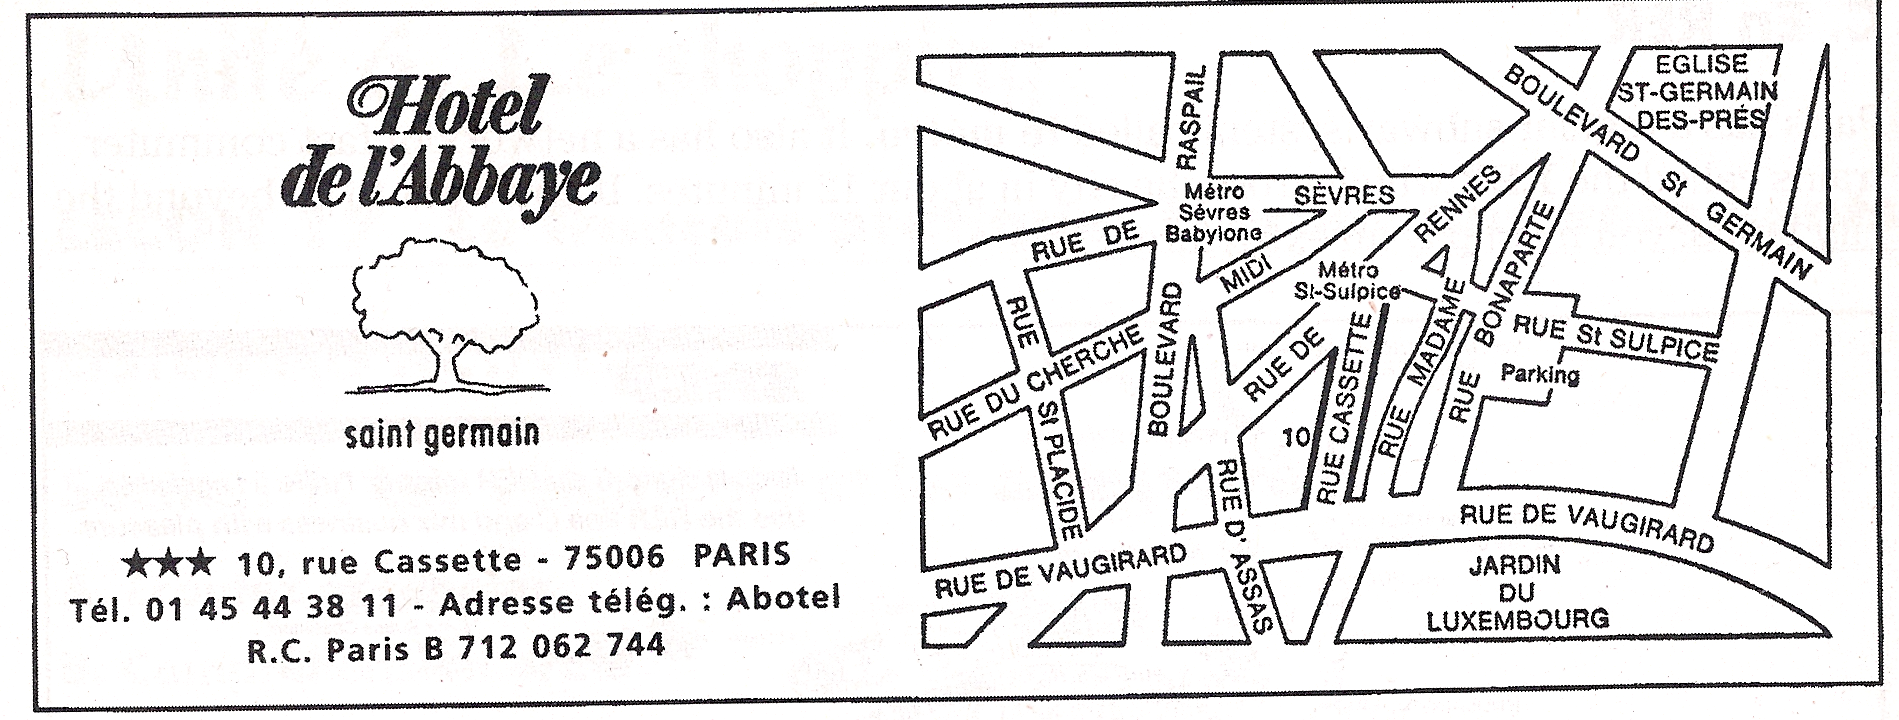 Hotel
de l'Abbaye
saint germain
★★★ 10, rue Cassette - 75006 PARIS
Tél. 01 45 44 38 11 - Adresse télég. : Abotel
R.C. Paris B 712 062 744
RASPAIL
BOULEVARD St GERMAIN
EGLISE
ST-GERMAIN
DES-PRÉS
Métro
Sévres
Babylone
RUE DE
SÈVRES
RENNES
MIDI
Métro
St-Sulpice
RUE BONAPARTE
RUE MADAME
RUE St SULPICE
Parking
RUE
St PLACIDE
RUE DU CHERCHE
BOULEVARD
RUE DE
10
RUE CASSETTE
RUE D'ASSAS
RUE DE VAUGIRARD
RUE DE VAUGIRARD
JARDIN
DU
LUXEMBOURG